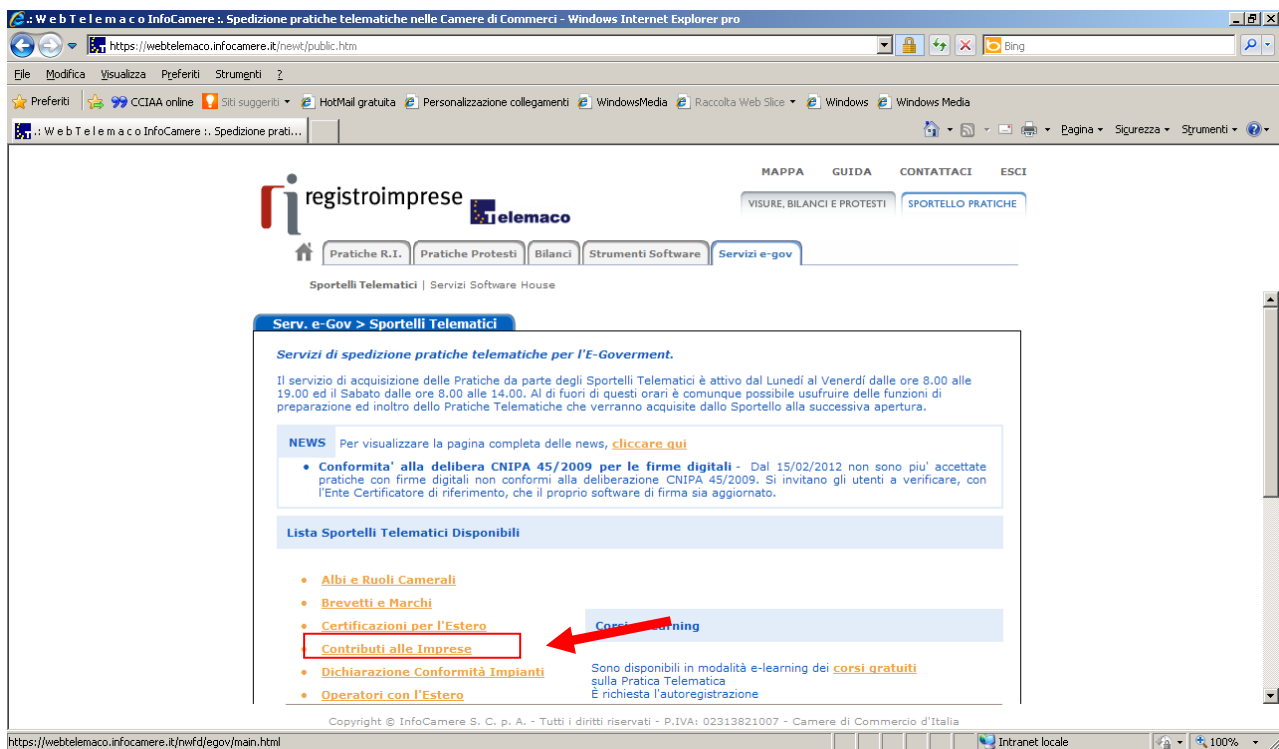 .: W e b T e l e m a c o InfoCamere :. Spedizione pratiche telematiche nelle Camere di Commerci - Windows Internet Explorer pro
https://webtelemaco.infocamere.it/newt/public.htm
Bing
File Modifica Visualizza Preferiti Strumenti ?
Preferiti CCIAA online Siti suggeriti HotMail gratuita Personalizzazione collegamenti WindowsMedia Raccolta Web Slice Windows Windows Media
.: W e b T e l e m a c o InfoCamere :. Spedizione prati...
Pagina Sicurezza Strumenti
MAPPA GUIDA CONTATTACI ESCI
registroimprese Telemaco
VISURE, BILANCI E PROTESTI SPORTELLO PRATICHE
Pratiche R.I. Pratiche Protesti Bilanci Strumenti Software Servizi e-gov
Sportelli Telematici | Servizi Software House
Serv. e-Gov > Sportelli Telematici
Servizi di spedizione pratiche telematiche per l'E-Goverment.
Il servizio di acquisizione delle Pratiche da parte degli Sportelli Telematici è attivo dal Lunedí al Venerdí dalle ore 8.00 alle
19.00 ed il Sabato dalle ore 8.00 alle 14.00. Al di fuori di questi orari è comunque possibile usufruire delle funzioni di
preparazione ed inoltro dello Pratiche Telematiche che verranno acquisite dallo Sportello alla successiva apertura.
NEWS Per visualizzare la pagina completa delle news, cliccare qui
• Conformita' alla delibera CNIPA 45/2009 per le firme digitali - Dal 15/02/2012 non sono piu' accettate
pratiche con firme digitali non conformi alla deliberazione CNIPA 45/2009. Si invitano gli utenti a verificare, con
l'Ente Certificatore di riferimento, che il proprio software di firma sia aggiornato.
Lista Sportelli Telematici Disponibili
• Albi e Ruoli Camerali
• Brevetti e Marchi
• Certificazioni per l'Estero
• Contributi alle Imprese
• Dichiarazione Conformità Impianti
• Operatori con l'Estero
Corsi
Sono disponibili in modalità e-learning dei corsi gratuiti
sulla Pratica Telematica
È richiesta l'autoregistrazione
Copyright © InfoCamere S. C. p. A. - Tutti i diritti riservati - P.IVA: 02313821007 - Camere di Commercio d'Italia
https://webtelemaco.infocamere.it/nwfd/egov/main.html
Intranet locale
100%